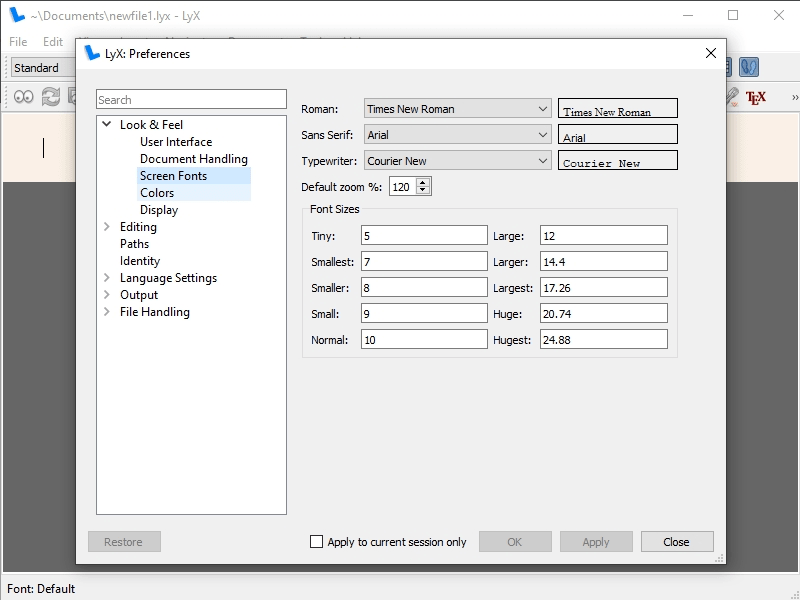 ~\Documents\newfile1.lyx - LyX
File Edit
LyX: Preferences
Standard
TEX
Search
Look & Feel
User Interface
Document Handling
Screen Fonts
Colors
Display
Editing
Paths
Identity
Language Settings
Output
File Handling
Roman: Times New Roman Times New Roman
Sans Serif: Arial Arial
Typewriter: Courier New Courier New
Default zoom %: 120
Font Sizes
Tiny: 5 Large: 12
Smallest: 7 Larger: 14.4
Smaller: 8 Largest: 17.26
Small: 9 Huge: 20.74
Normal: 10 Hugest: 24.88
Restore
Apply to current session only
OK
Apply
Close
Font: Default